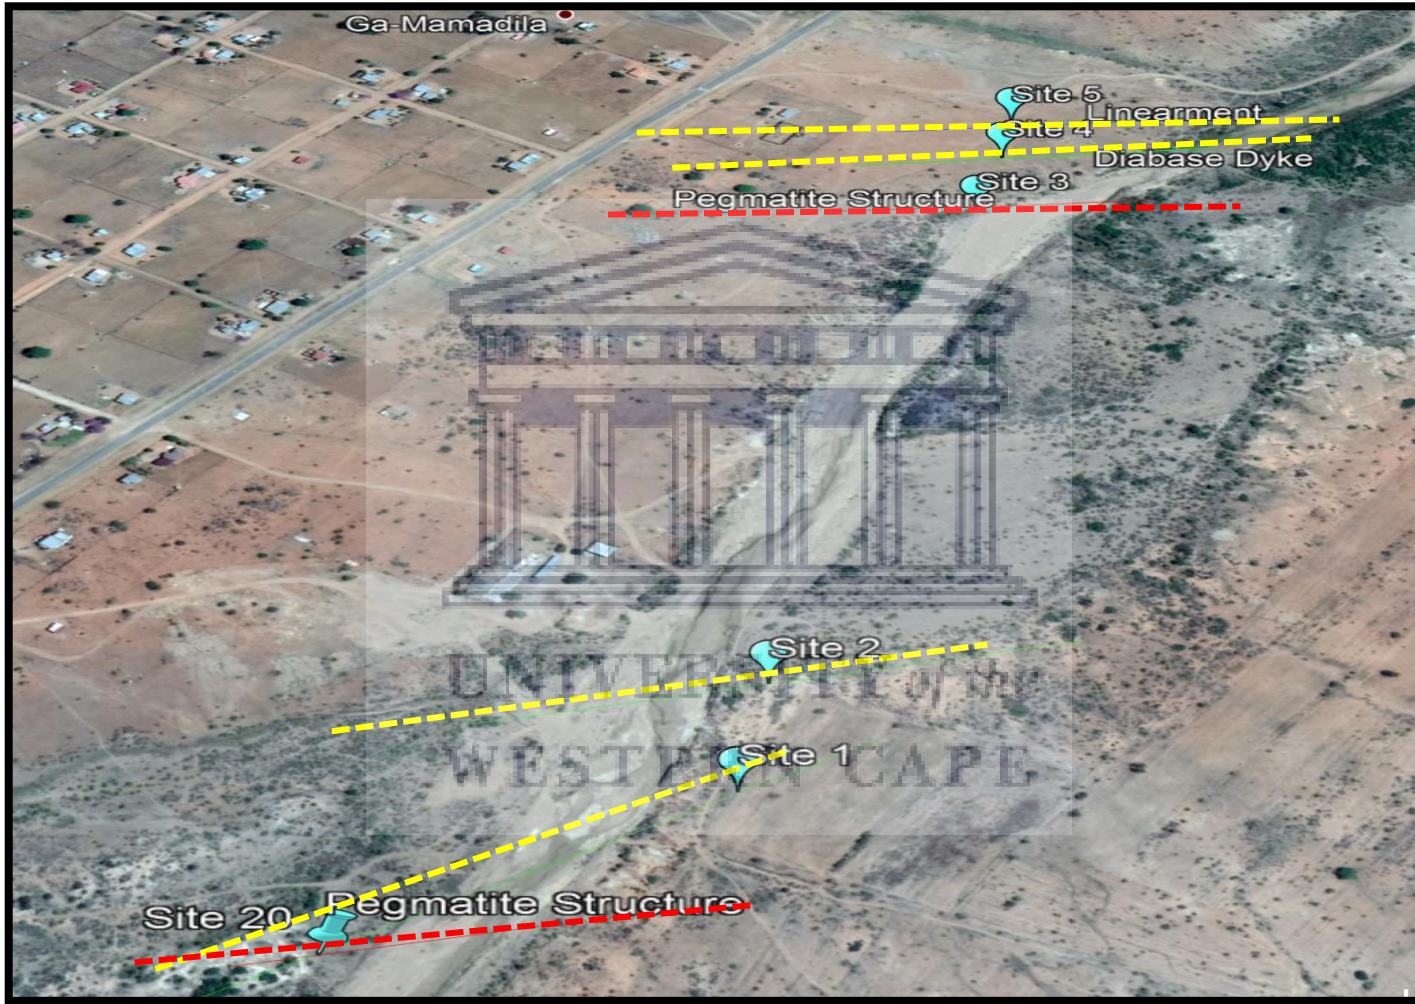 Ga-Mamadila
Site 5
Linearment
Site 4
Diabase Dyke
Site 3
Pegmatite Structure
Site 2
UNIVERSITY of the
Site 1
WESTERN CAPE
Pegmatite Structure
Site 20